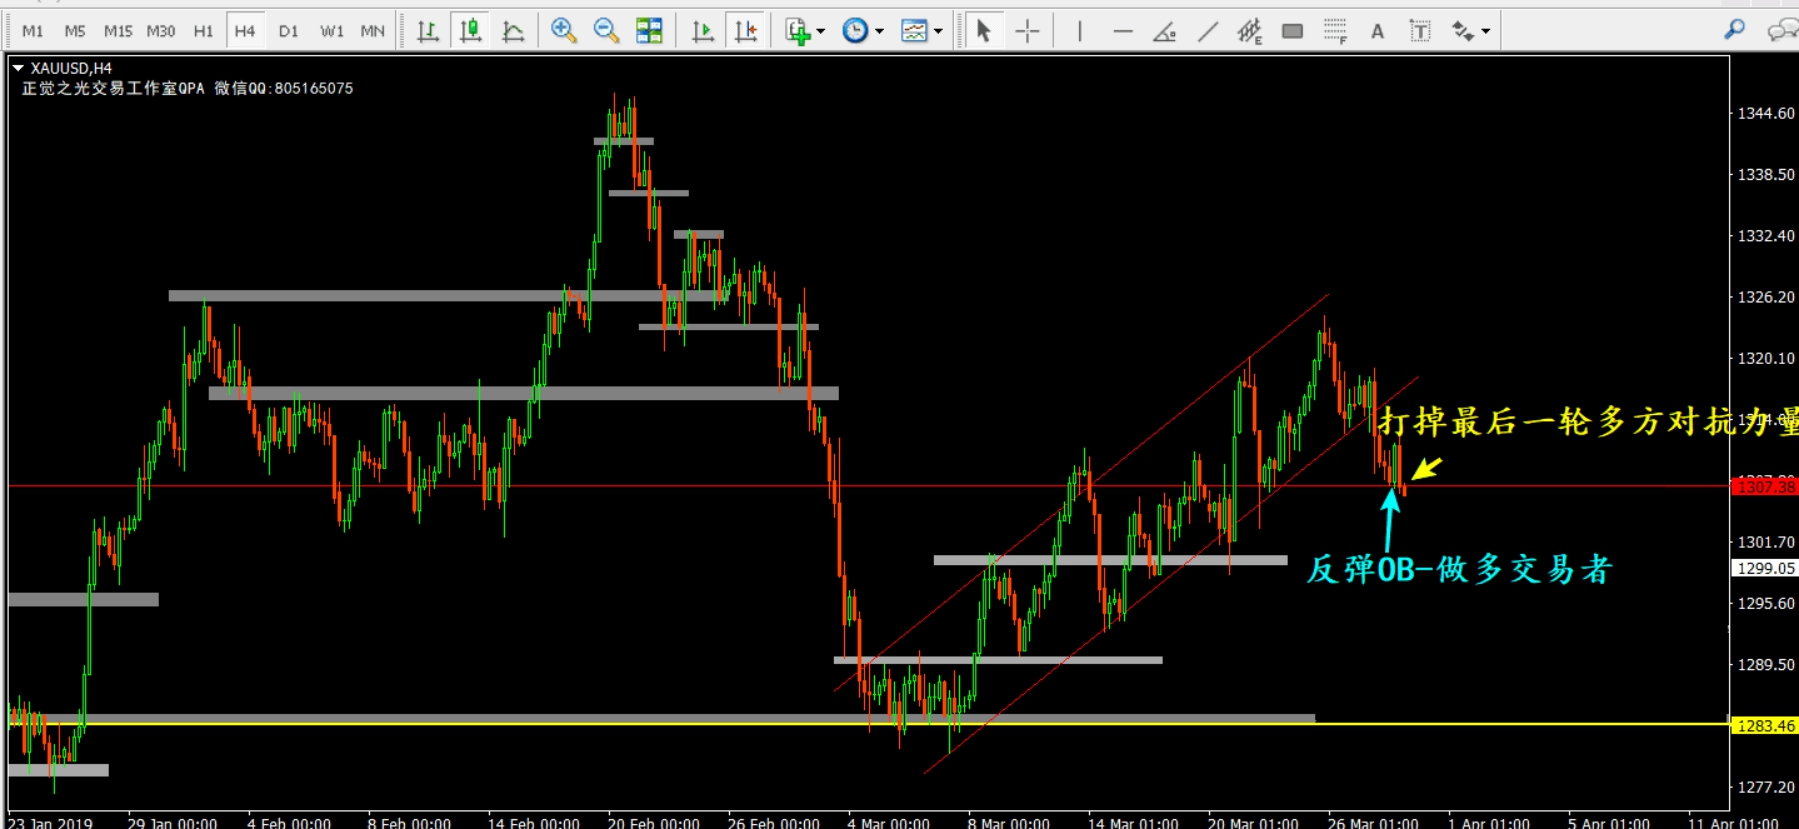 M1 M5 M15 M30 H1 H4 D1 W1 MN
E F A T
XAUUSD,H4
正觉之光交易工作室QPA 微信QQ:805165075
1344.60
1338.50
1332.40
1326.20
1320.10
打掉最后一轮多方对抗力量
1307.38
1301.70
反弹OB-做多交易者
1299.05
1295.60
1289.50
1283.46
1277.20
23 Jan 2019 29 Jan 00:00 4 Feb 00:00 8 Feb 00:00 14 Feb 00:00 20 Feb 00:00 26 Feb 00:00 4 Mar 00:00 8 Mar 00:00 14 Mar 01:00 20 Mar 01:00 26 Mar 01:00 1 Apr 01:00 5 Apr 01:00 11 Apr 01:00